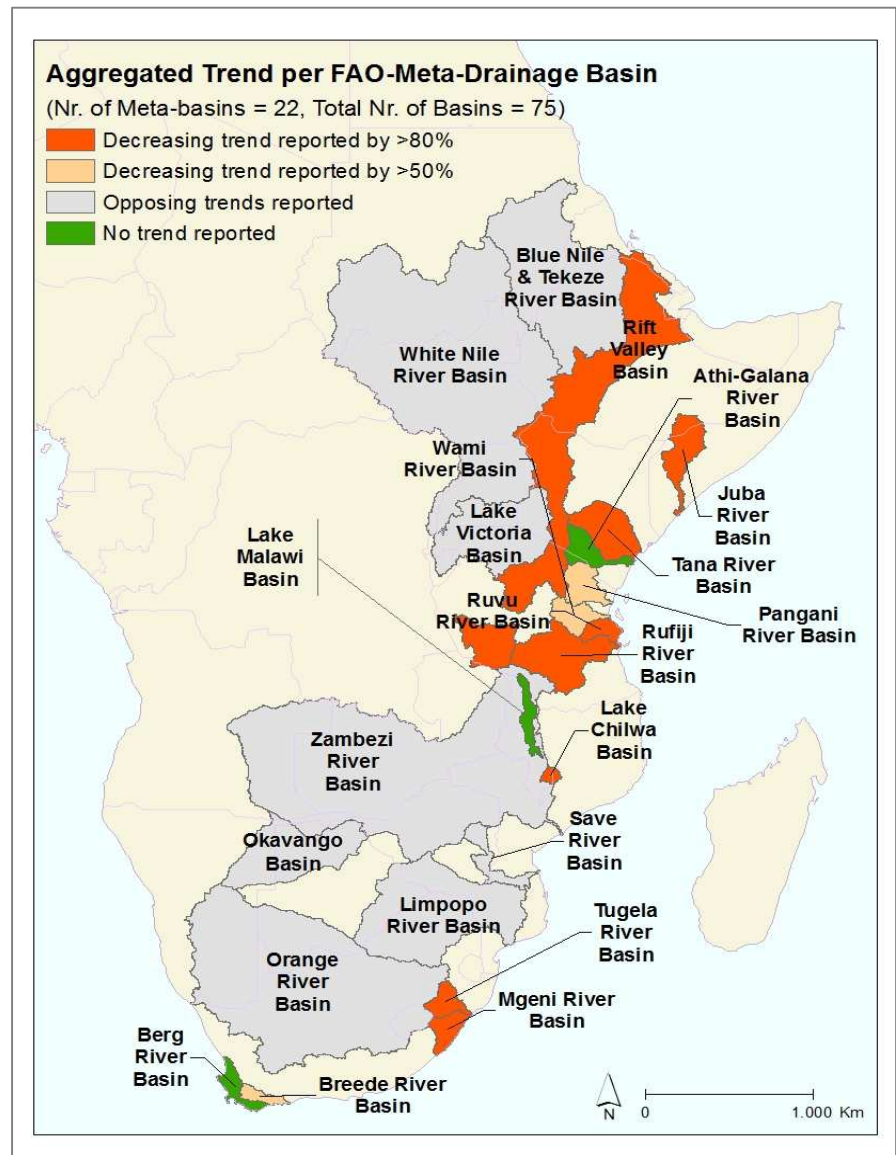 Aggregated Trend per FAO-Meta-Drainage Basin
(Nr. of Meta-basins = 22, Total Nr. of Basins = 75)
Decreasing trend reported by >80%
Decreasing trend reported by >50%
Opposing trends reported
No trend reported
Blue Nile
& Tekeze
River Basin
Rift
Valley
Basin
White Nile
River Basin
Athi-Galana
River
Basin
Wami
River Basin
Juba
River
Basin
Lake
Victoria
Basin
Lake
Malawi
Basin
Tana River
Basin
Ruvu
River Basin
Pangani
River Basin
Rufiji
River
Basin
Lake
Chilwa
Basin
Zambezi
River
Basin
Save
River
Basin
Okavango
Basin
Limpopo
River Basin
Tugela
River
Basin
Orange
River
Basin
Mgeni River
Basin
Berg
River
Basin
Breede River
Basin
N
0
1.000 Km